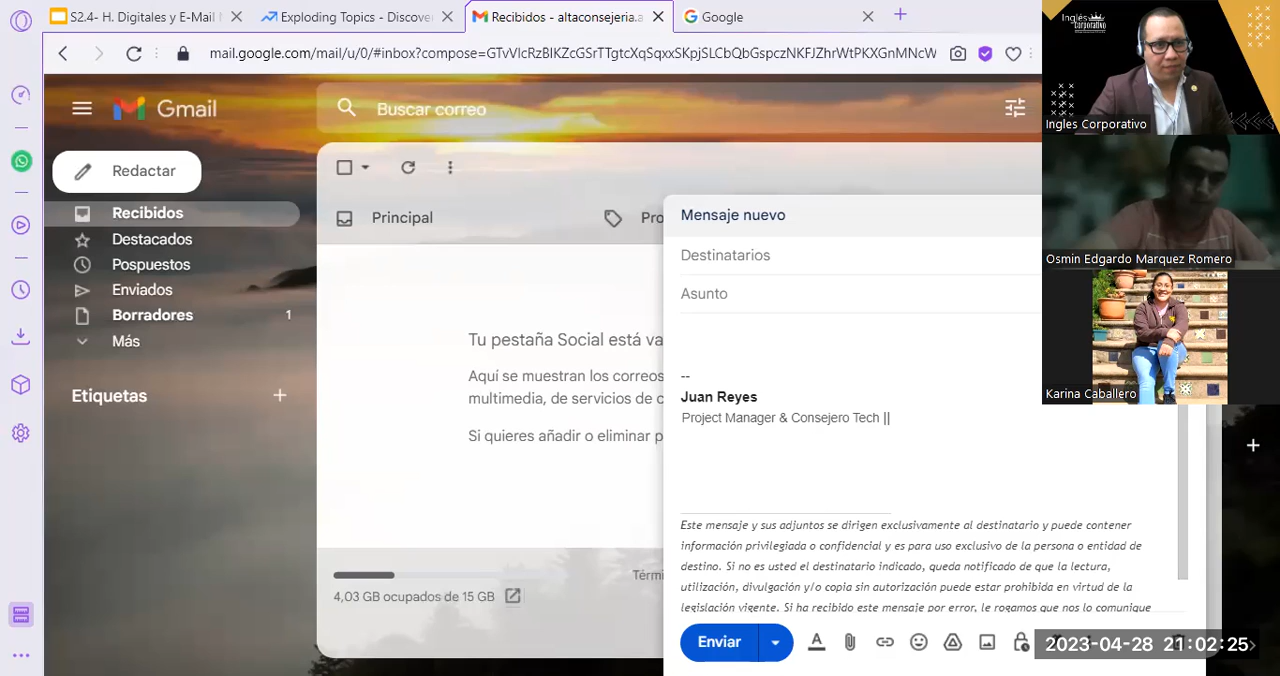 S2.4- H. Digitales y E-Mail
Exploding Topics - Discove
Recibidos - altaconsejeria.a
Google
mail.google.com/mail/u/0/#inbox?compose=GTvVlcRzBlKZcGSrTTgtcXqSqxxSKpjSLCbQbGspczNKFJZhrWtPKXGnMNcW
Inglés
Corporativo
Ingles Corporativo
Gmail
Buscar correo
Redactar
Recibidos
Destacados
Pospuestos
Enviados
Borradores 1
Más
Etiquetas
Principal
Pro
Tu pestaña Social está va
Aquí se muestran los correos
multimedia, de servicios de c
Si quieres añadir o eliminar p
4,03 GB ocupados de 15 GB
Térmi
Mensaje nuevo
Destinatarios
Asunto
--
Juan Reyes
Project Manager & Consejero Tech ||
Este mensaje y sus adjuntos se dirigen exclusivamente al destinatario y puede contener
información privilegiada o confidencial y es para uso exclusivo de la persona o entidad de
destino. Si no es usted el destinatario indicado, queda notificado de que la lectura,
utilización, divulgación y/o copia sin autorización puede estar prohibida en virtud de la
legislación vigente. Si ha recibido este mensaje por error, le rogamos que nos lo comunique
Enviar
Osmin Edgardo Marquez Romero
Karina Caballero
2023-04-28 21:02:25